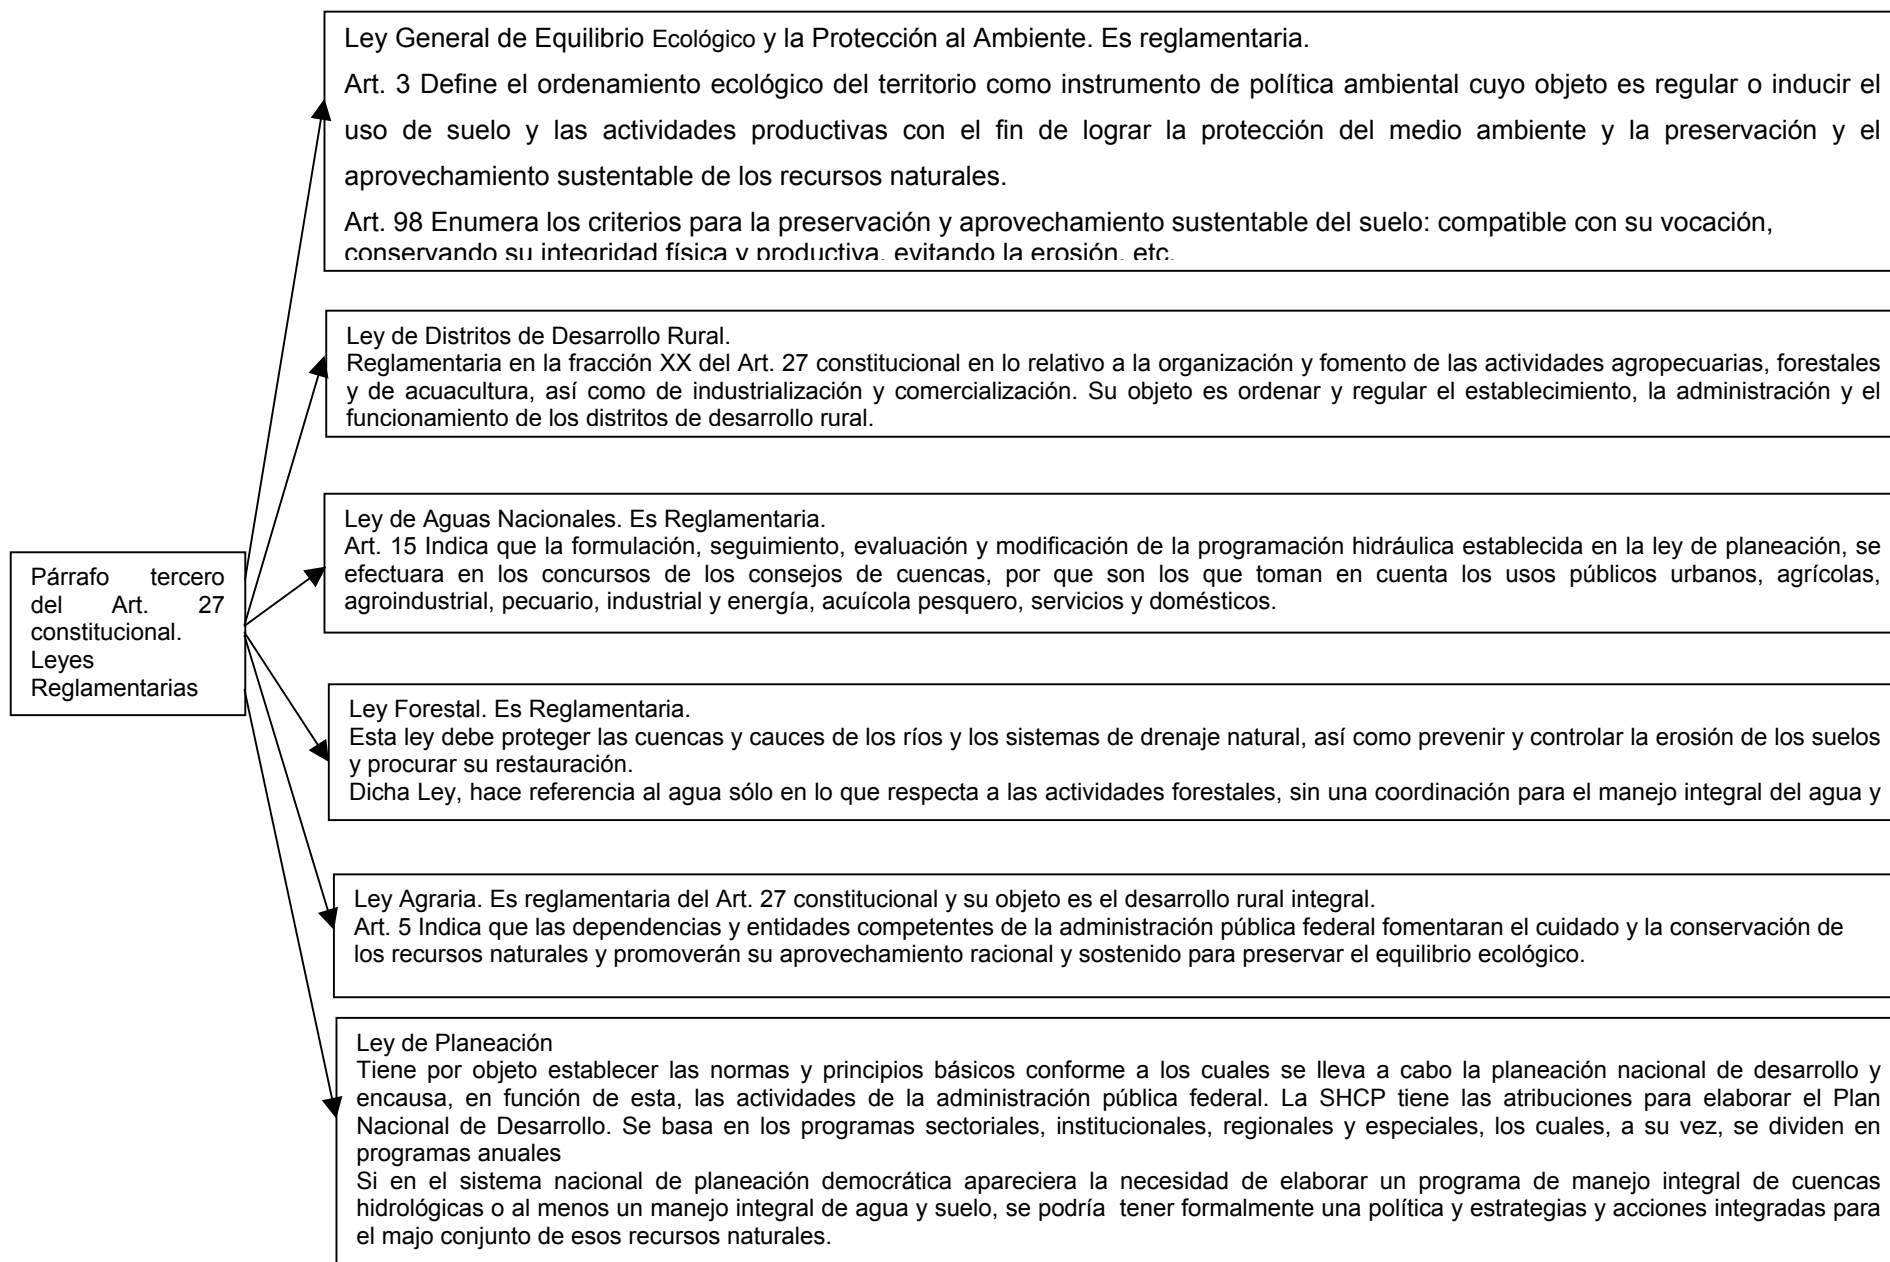 Ley General de Equilibrio Ecológico y la Protección al Ambiente. Es reglamentaria.
Art. 3 Define el ordenamiento ecológico del territorio como instrumento de política ambiental cuyo objeto es regular o inducir el
uso de suelo y las actividades productivas con el fin de lograr la protección del medio ambiente y la preservación y el
aprovechamiento sustentable de los recursos naturales.
Art. 98 Enumera los criterios para la preservación y aprovechamiento sustentable del suelo: compatible con su vocación,
conservando su integridad física y productiva, evitando la erosión, etc.
Ley de Distritos de Desarrollo Rural.
Reglamentaria en la fracción XX del Art. 27 constitucional en lo relativo a la organización y fomento de las actividades agropecuarias, forestales
y de acuacultura, así como de industrialización y comercialización. Su objeto es ordenar y regular el establecimiento, la administración y el
funcionamiento de los distritos de desarrollo rural.
Ley de Aguas Nacionales. Es Reglamentaria.
Art. 15 Indica que la formulación, seguimiento, evaluación y modificación de la programación hidráulica establecida en la ley de planeación, se
efectuara en los concursos de los consejos de cuencas, por que son los que toman en cuenta los usos públicos urbanos, agrícolas,
agroindustrial, pecuario, industrial y energía, acuícola pesquero, servicios y domésticos.
Párrafo tercero
del Art. 27
constitucional.
Leyes
Reglamentarias
Ley Forestal. Es Reglamentaria.
Esta ley debe proteger las cuencas y cauces de los ríos y los sistemas de drenaje natural, así como prevenir y controlar la erosión de los suelos
y procurar su restauración.
Dicha Ley, hace referencia al agua sólo en lo que respecta a las actividades forestales, sin una coordinación para el manejo integral del agua y
Ley Agraria. Es reglamentaria del Art. 27 constitucional y su objeto es el desarrollo rural integral.
Art. 5 Indica que las dependencias y entidades competentes de la administración pública federal fomentaran el cuidado y la conservación de
los recursos naturales y promoverán su aprovechamiento racional y sostenido para preservar el equilibrio ecológico.
Ley de Planeación
Tiene por objeto establecer las normas y principios básicos conforme a los cuales se lleva a cabo la planeación nacional de desarrollo y
encausa, en función de esta, las actividades de la administración pública federal. La SHCP tiene las atribuciones para elaborar el Plan
Nacional de Desarrollo. Se basa en los programas sectoriales, institucionales, regionales y especiales, los cuales, a su vez, se dividen en
programas anuales
Si en el sistema nacional de planeación democrática apareciera la necesidad de elaborar un programa de manejo integral de cuencas
hidrológicas o al menos un manejo integral de agua y suelo, se podría tener formalmente una política y estrategias y acciones integradas para
el majo conjunto de esos recursos naturales.